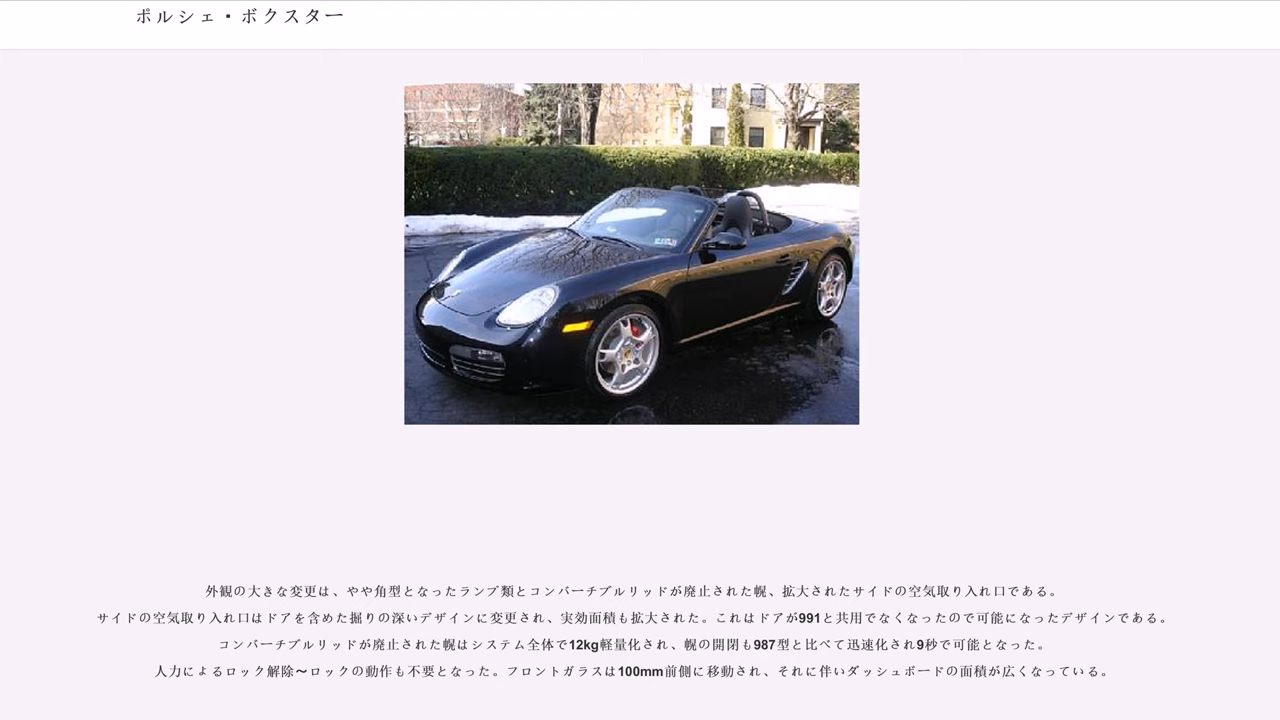 ポルシェ・ボクスター
外観の大きな変更は、やや角型となったランプ類とコンバーチブルリッドが廃止された幌、拡大されたサイドの空気取り入れ口である。
サイドの空気取り入れ口はドアを含めた掘りの深いデザインに変更され、実効面積も拡大された。これはドアが991と共用でなくなったので可能になったデザインである。
コンバーチブルリッドが廃止された幌はシステム全体で12kg軽量化され、幌の開閉も987型と比べて迅速化され9秒で可能となった。
人力によるロック解除〜ロックの動作も不要となった。フロントガラスは100mm前側に移動され、それに伴いダッシュボードの面積が広くなっている。